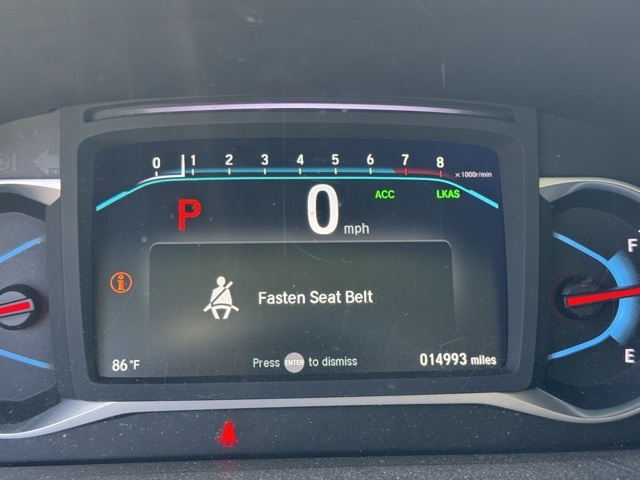 0 1 2 3 4 5 6 7 8
x1000r/min
P 0 mph ACC LKAS
F
i
Fasten Seat Belt
E
86°F Press ENTER to dismiss 014993 miles